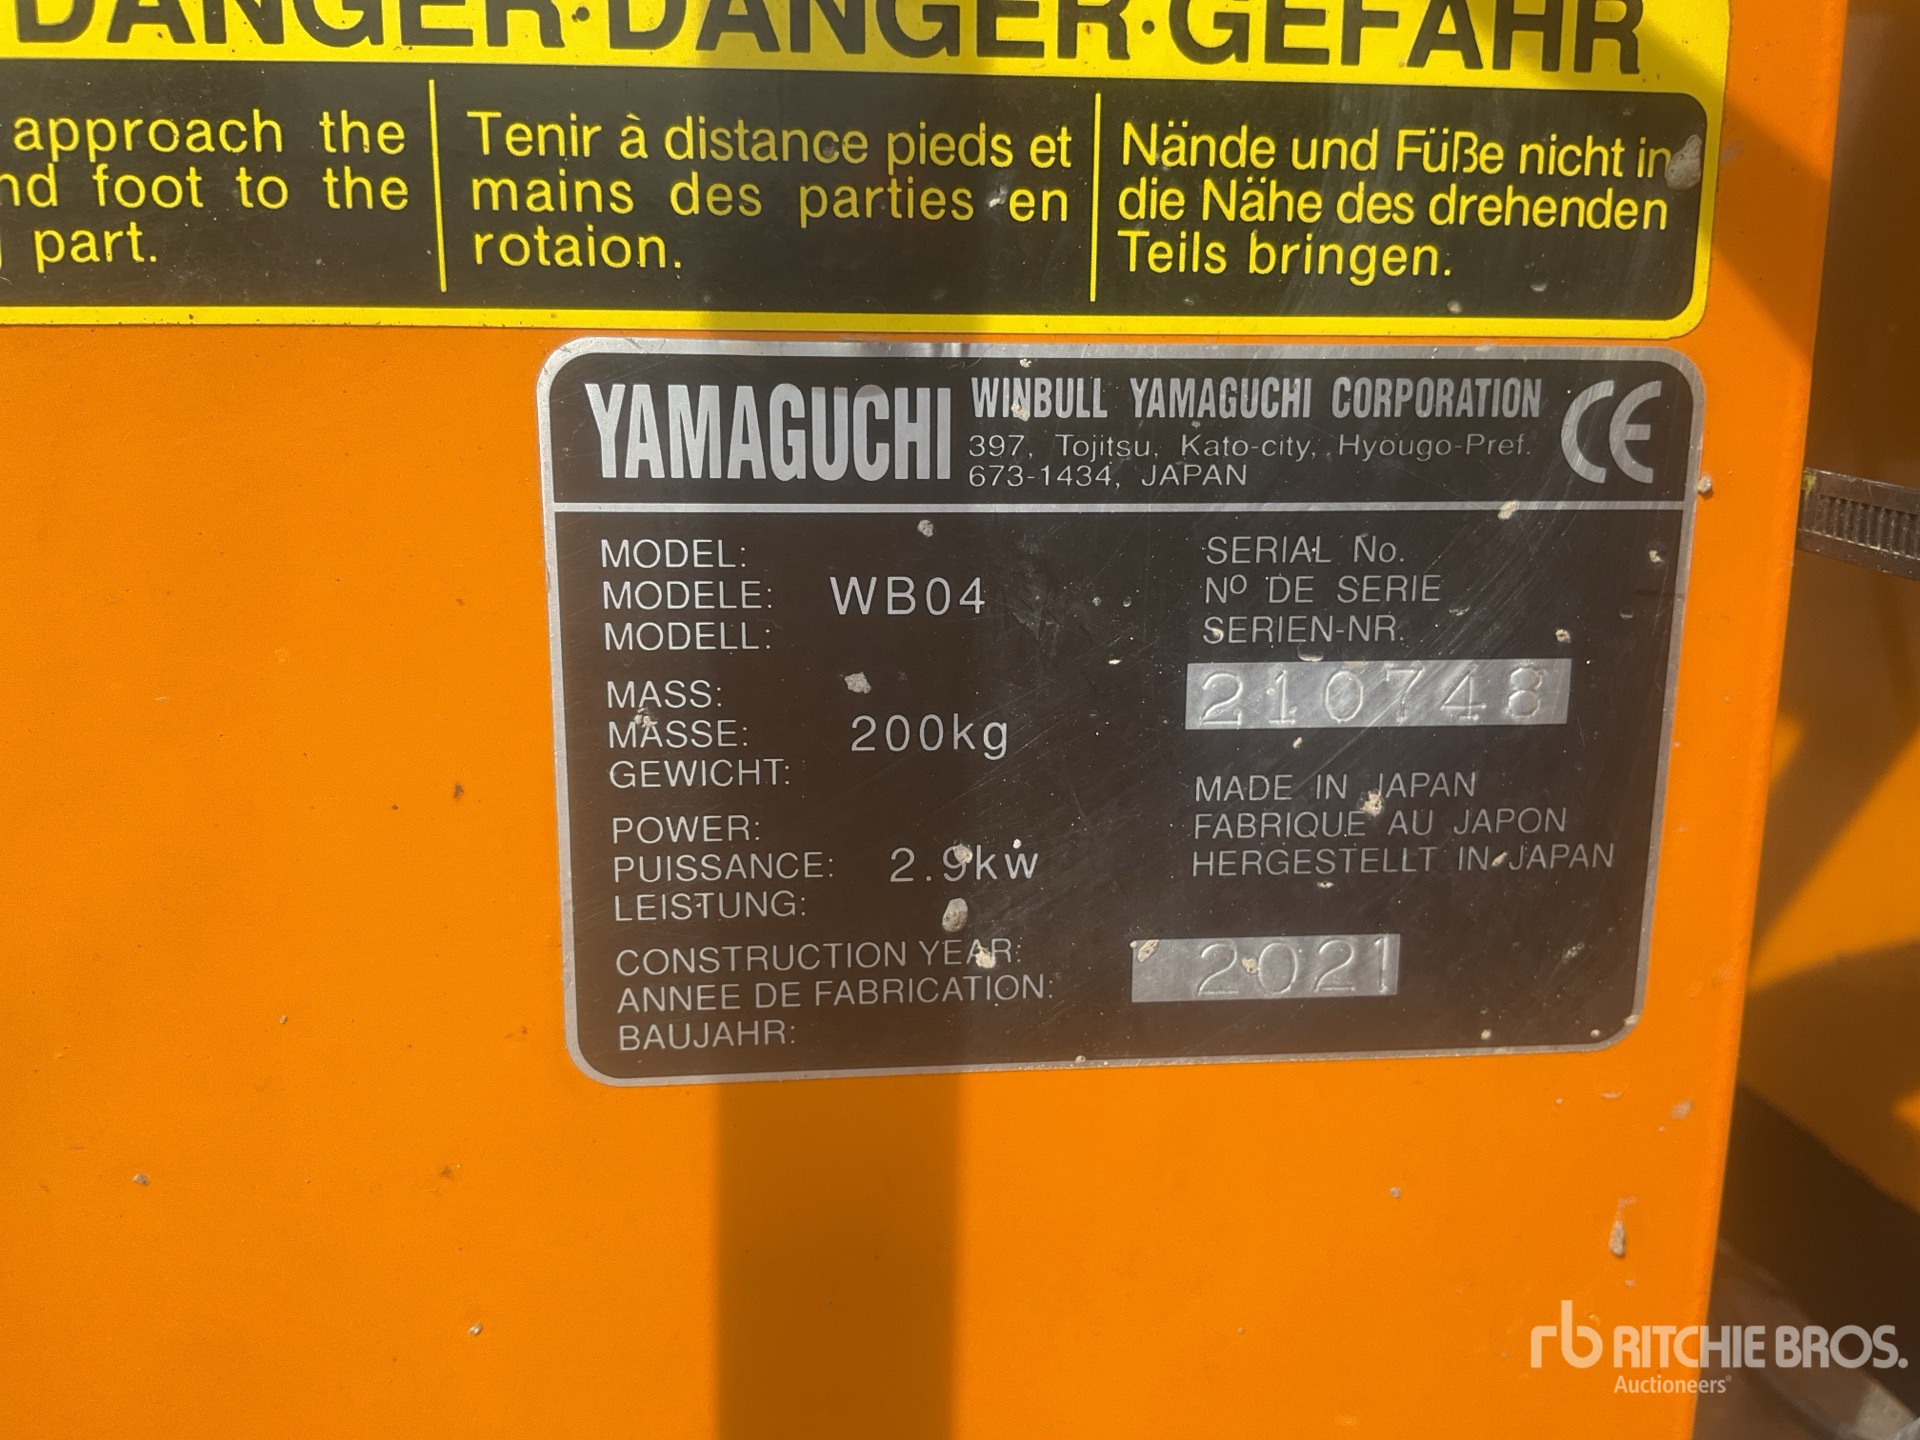 DANGER·DANGER·GEFAHR
approach the
nd foot to the
part.
Tenir à distance pieds et
mains des parties en
rotaion.
Nände und Füße nicht in
die Nähe des drehenden
Teils bringen.
YAMAGUCHI
WINBULL YAMAGUCHI CORPORATION
397, Tojitsu, Kato-city, Hyougo-Pref.
673-1434, JAPAN
CE
MODEL:
MODELE: WB04
MODELL:
SERIAL No.
Nº DE SERIE
SERIEN-NR.
210748
MASS:
MASSE: 200kg
GEWICHT:
MADE IN JAPAN
FABRIQUE AU JAPON
HERGESTELLT IN JAPAN
POWER:
PUISSANCE: 2.9kw
LEISTUNG:
CONSTRUCTION YEAR:
ANNEE DE FABRICATION: 2021
BAUJAHR:
rb RITCHIE BROS.
Auctioneers